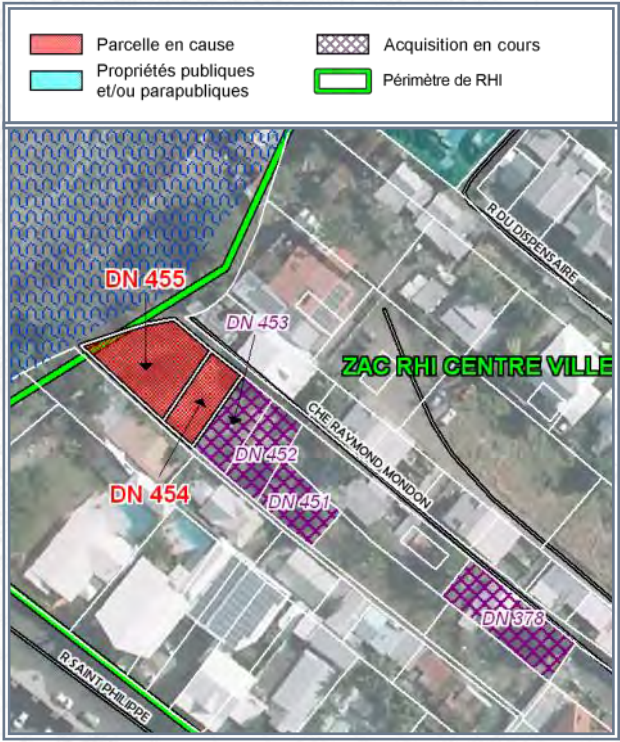 Parcelle en cause
Acquisition en cours
Propriétés publiques
et/ou parapubliques
Périmètre de RHI
R DU DISPENSAIRE
DN 455
DN 453
ZAC RHI CENTRE VILLE
CHE RAYMOND MONDON
DN 452
DN 454
DN 451
DN 378
R SAINT PHILIPPE